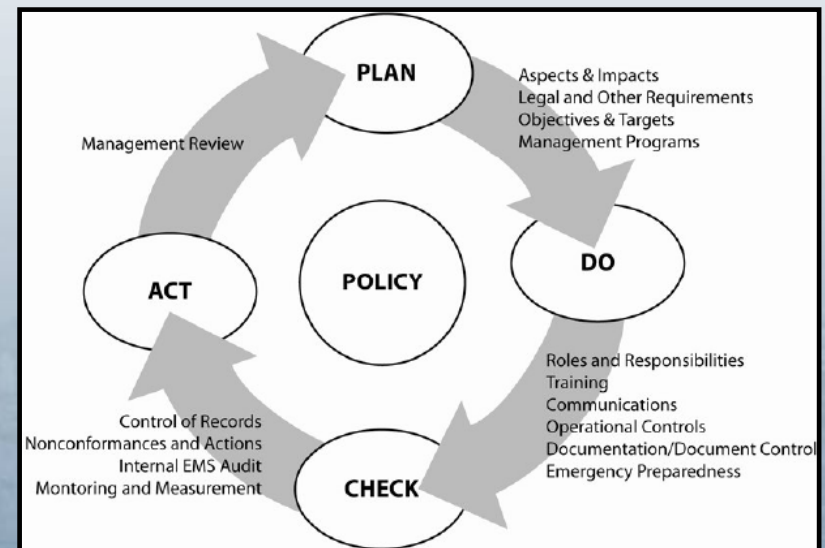 PLAN
Aspects & Impacts
Legal and Other Requirements
Objectives & Targets
Management Programs
Management Review
DO
POLICY
ACT
Roles and Responsibilities
Training
Communications
Operational Controls
Documentation/Document Control
Emergency Preparedness
Control of Records
Nonconformances and Actions
Internal EMS Audit
Montoring and Measurement
CHECK